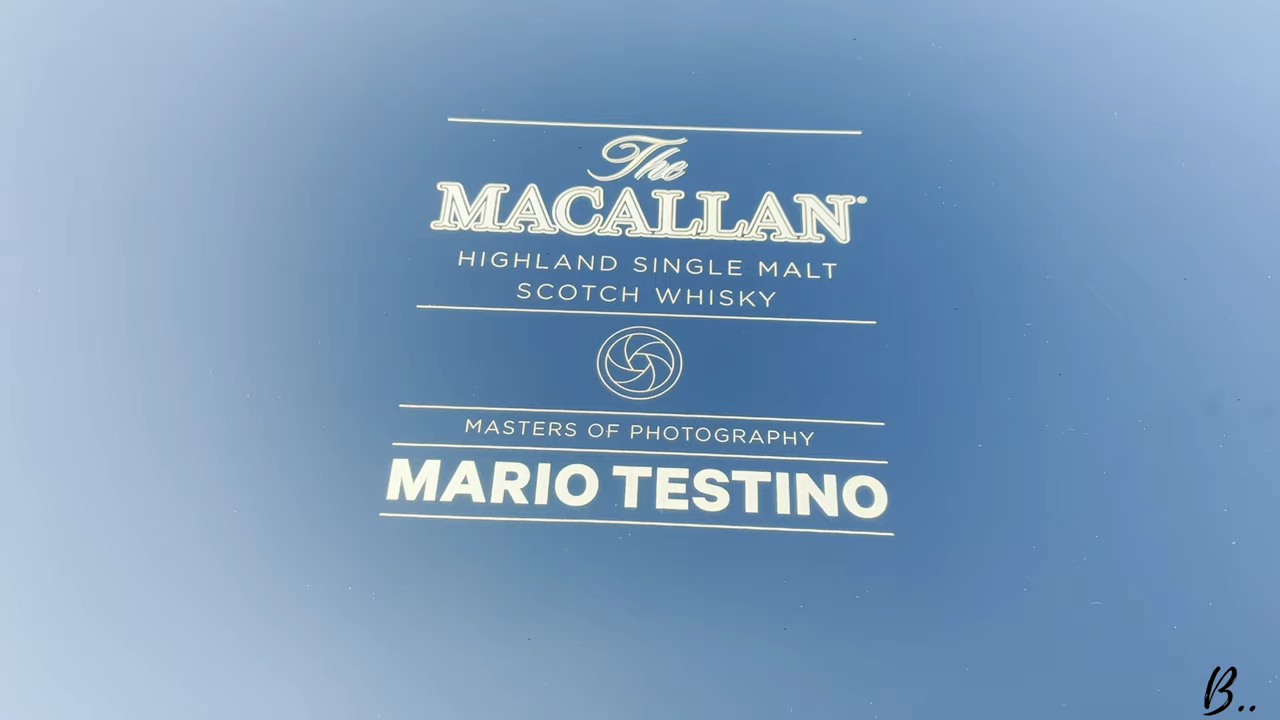 The
MACALLAN
HIGHLAND SINGLE MALT
SCOTCH WHISKY
MASTERS OF PHOTOGRAPHY
MARIO TESTINO
B..